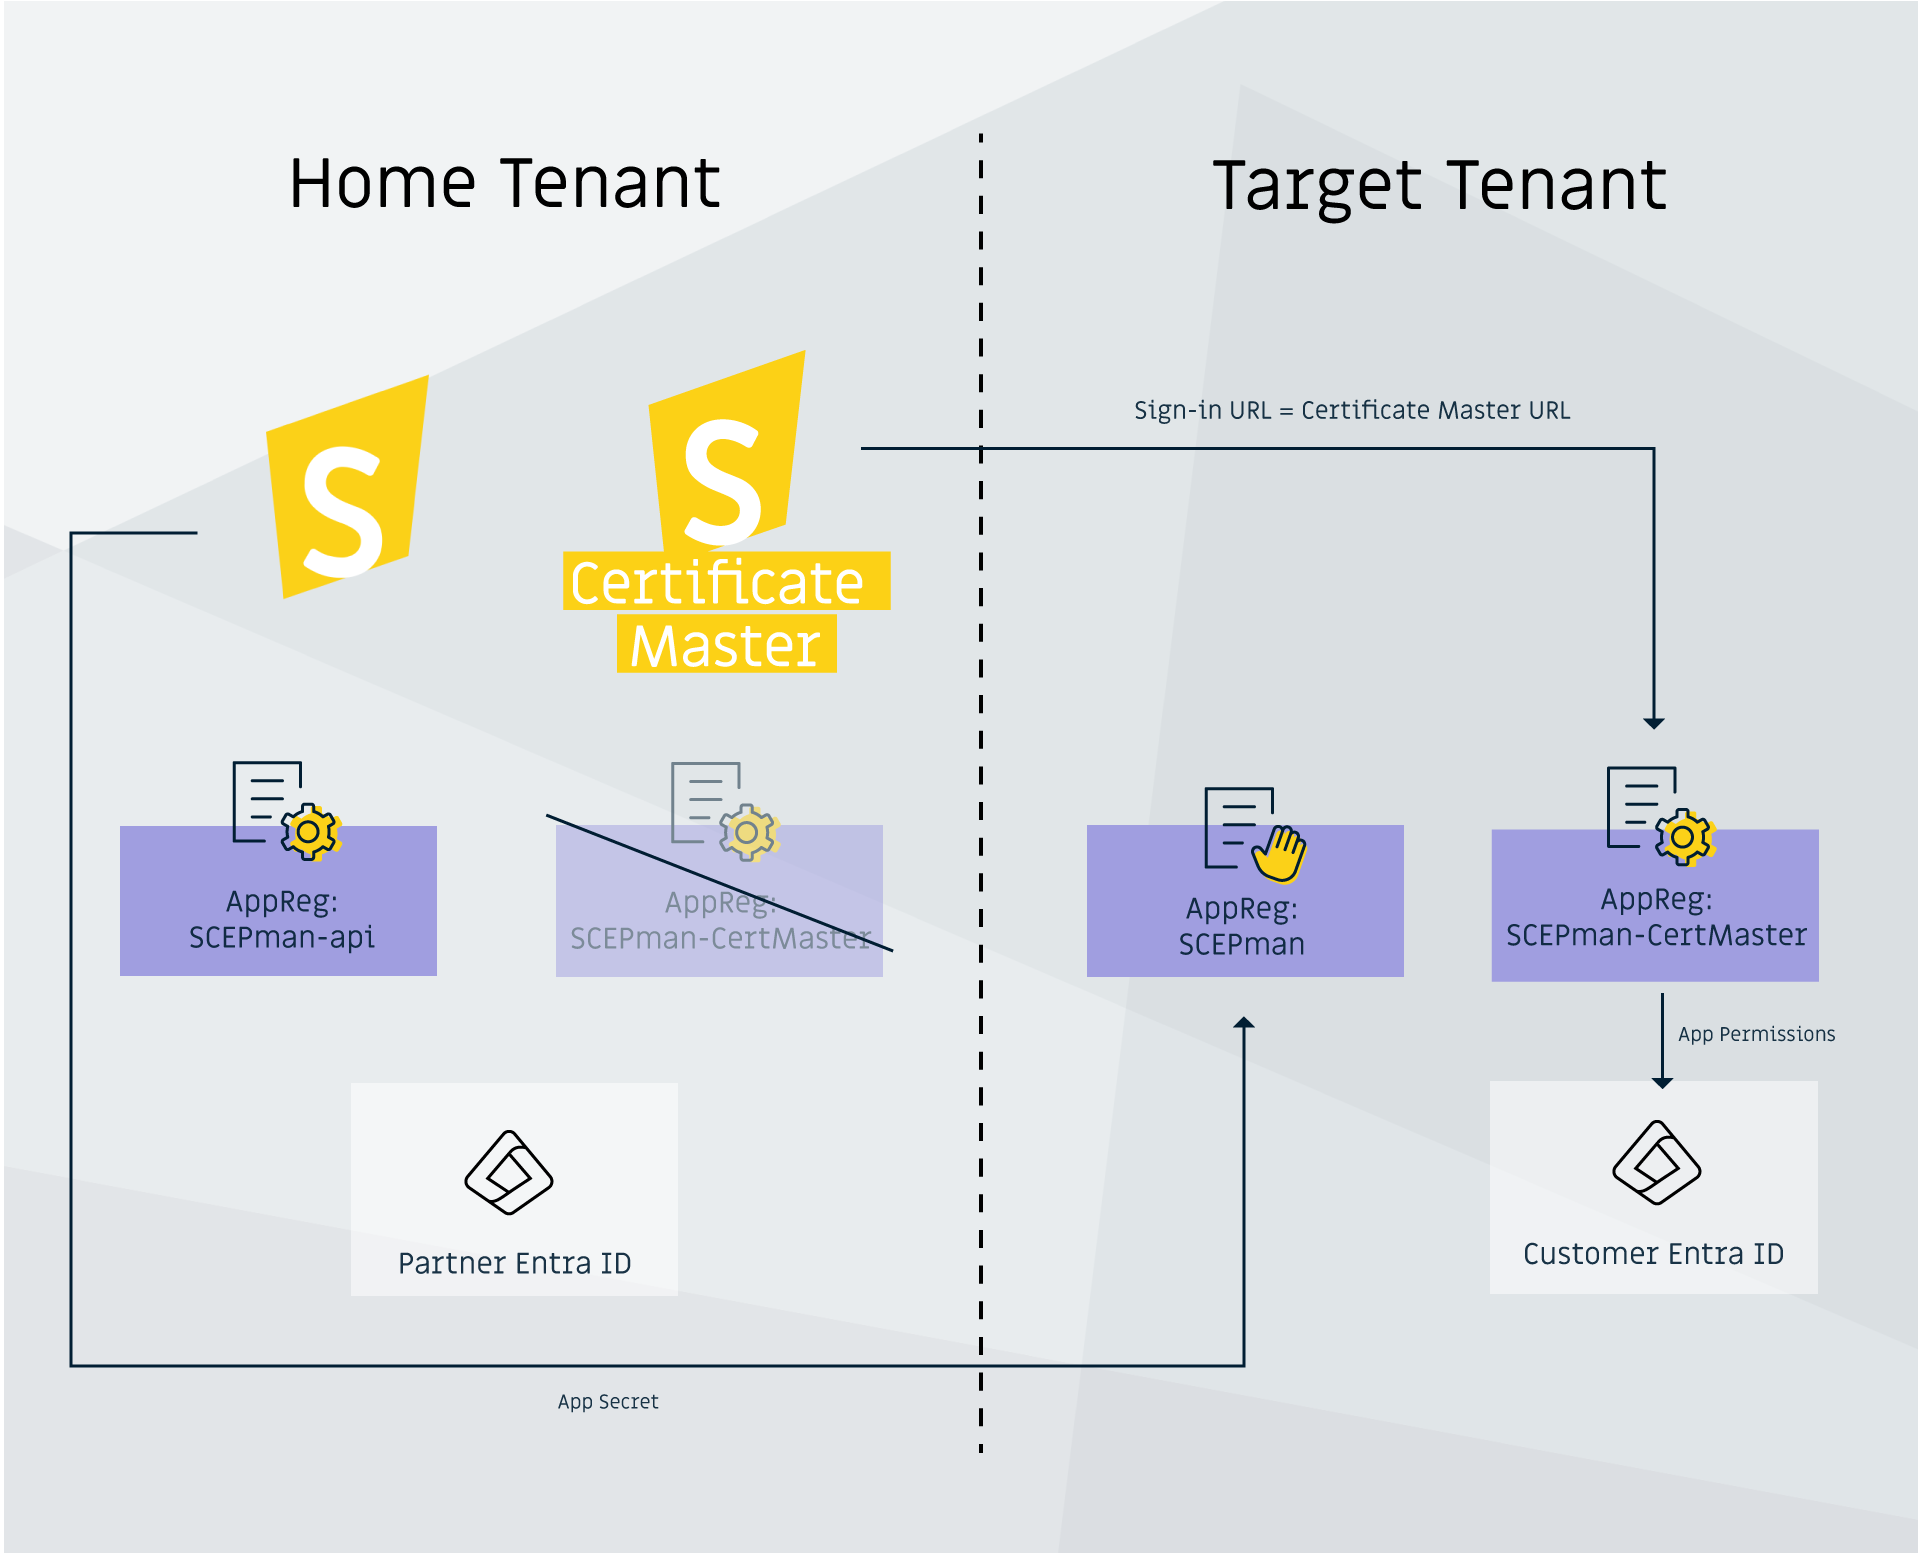 Home Tenant
Target Tenant
Sign-in URL = Certificate Master URL
S
S
Certificate
Master
AppReg:
SCEPman-api
AppReg:
SCEPman-CertMaster
AppReg:
SCEPman
AppReg:
SCEPman-CertMaster
App Permissions
Partner Entra ID
Customer Entra ID
App Secret